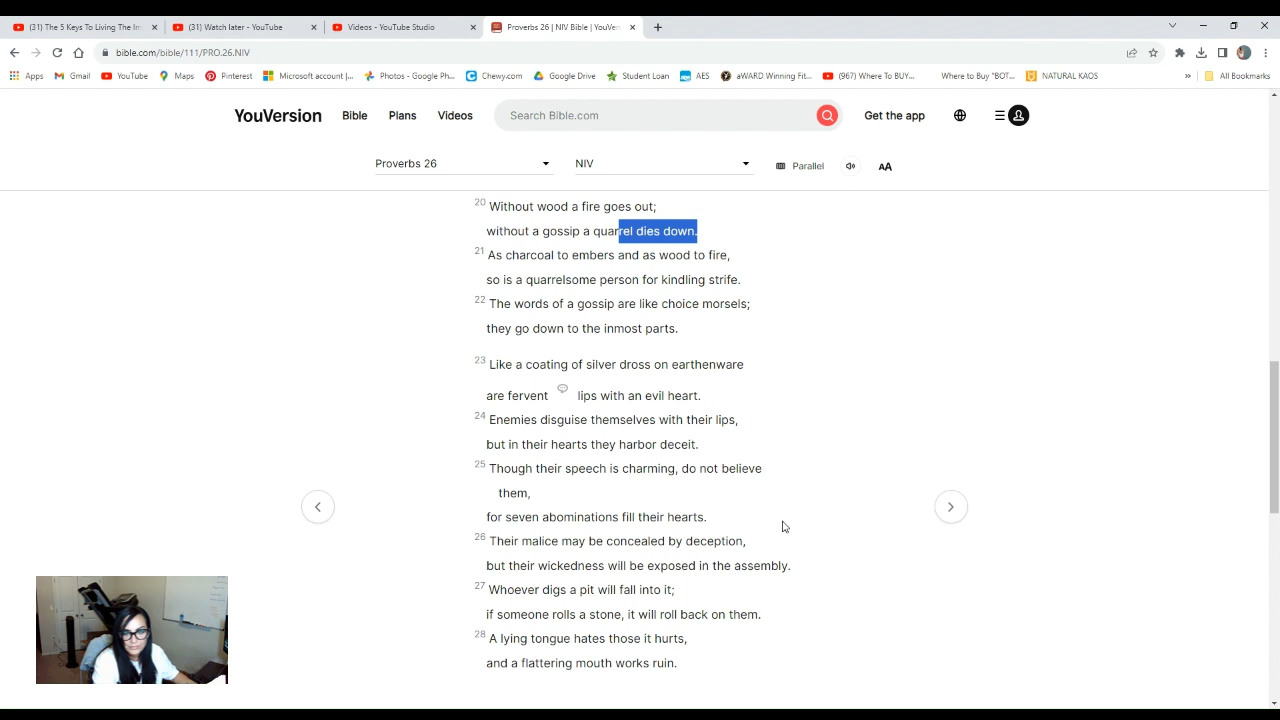 (31) The 5 Keys To Living The Im
(31) Watch later - YouTube
Videos - YouTube Studio
Proverbs 26 | NIV Bible | YouVer
bible.com/bible/111/PRO.26.NIV
Apps
Gmail
YouTube
Maps
Pinterest
Microsoft account |...
Photos - Google Ph...
Chewy.com
Google Drive
Student Loan
AES
aWARD Winning Fit...
(967) Where To BUY...
Where to Buy "BOT...
NATURAL KAOS
»
All Bookmarks
YouVersion
Bible
Plans
Videos
Search Bible.com
Get the app
Proverbs 26
NIV
Parallel
AA
20 Without wood a fire goes out;
without a gossip a quarrel dies down.
21 As charcoal to embers and as wood to fire,
so is a quarrelsome person for kindling strife.
22 The words of a gossip are like choice morsels;
they go down to the inmost parts.
23 Like a coating of silver dross on earthenware
are fervent lips with an evil heart.
24 Enemies disguise themselves with their lips,
but in their hearts they harbor deceit.
25 Though their speech is charming, do not believe
them,
for seven abominations fill their hearts.
26 Their malice may be concealed by deception,
but their wickedness will be exposed in the assembly.
27 Whoever digs a pit will fall into it;
if someone rolls a stone, it will roll back on them.
28 A lying tongue hates those it hurts,
and a flattering mouth works ruin.